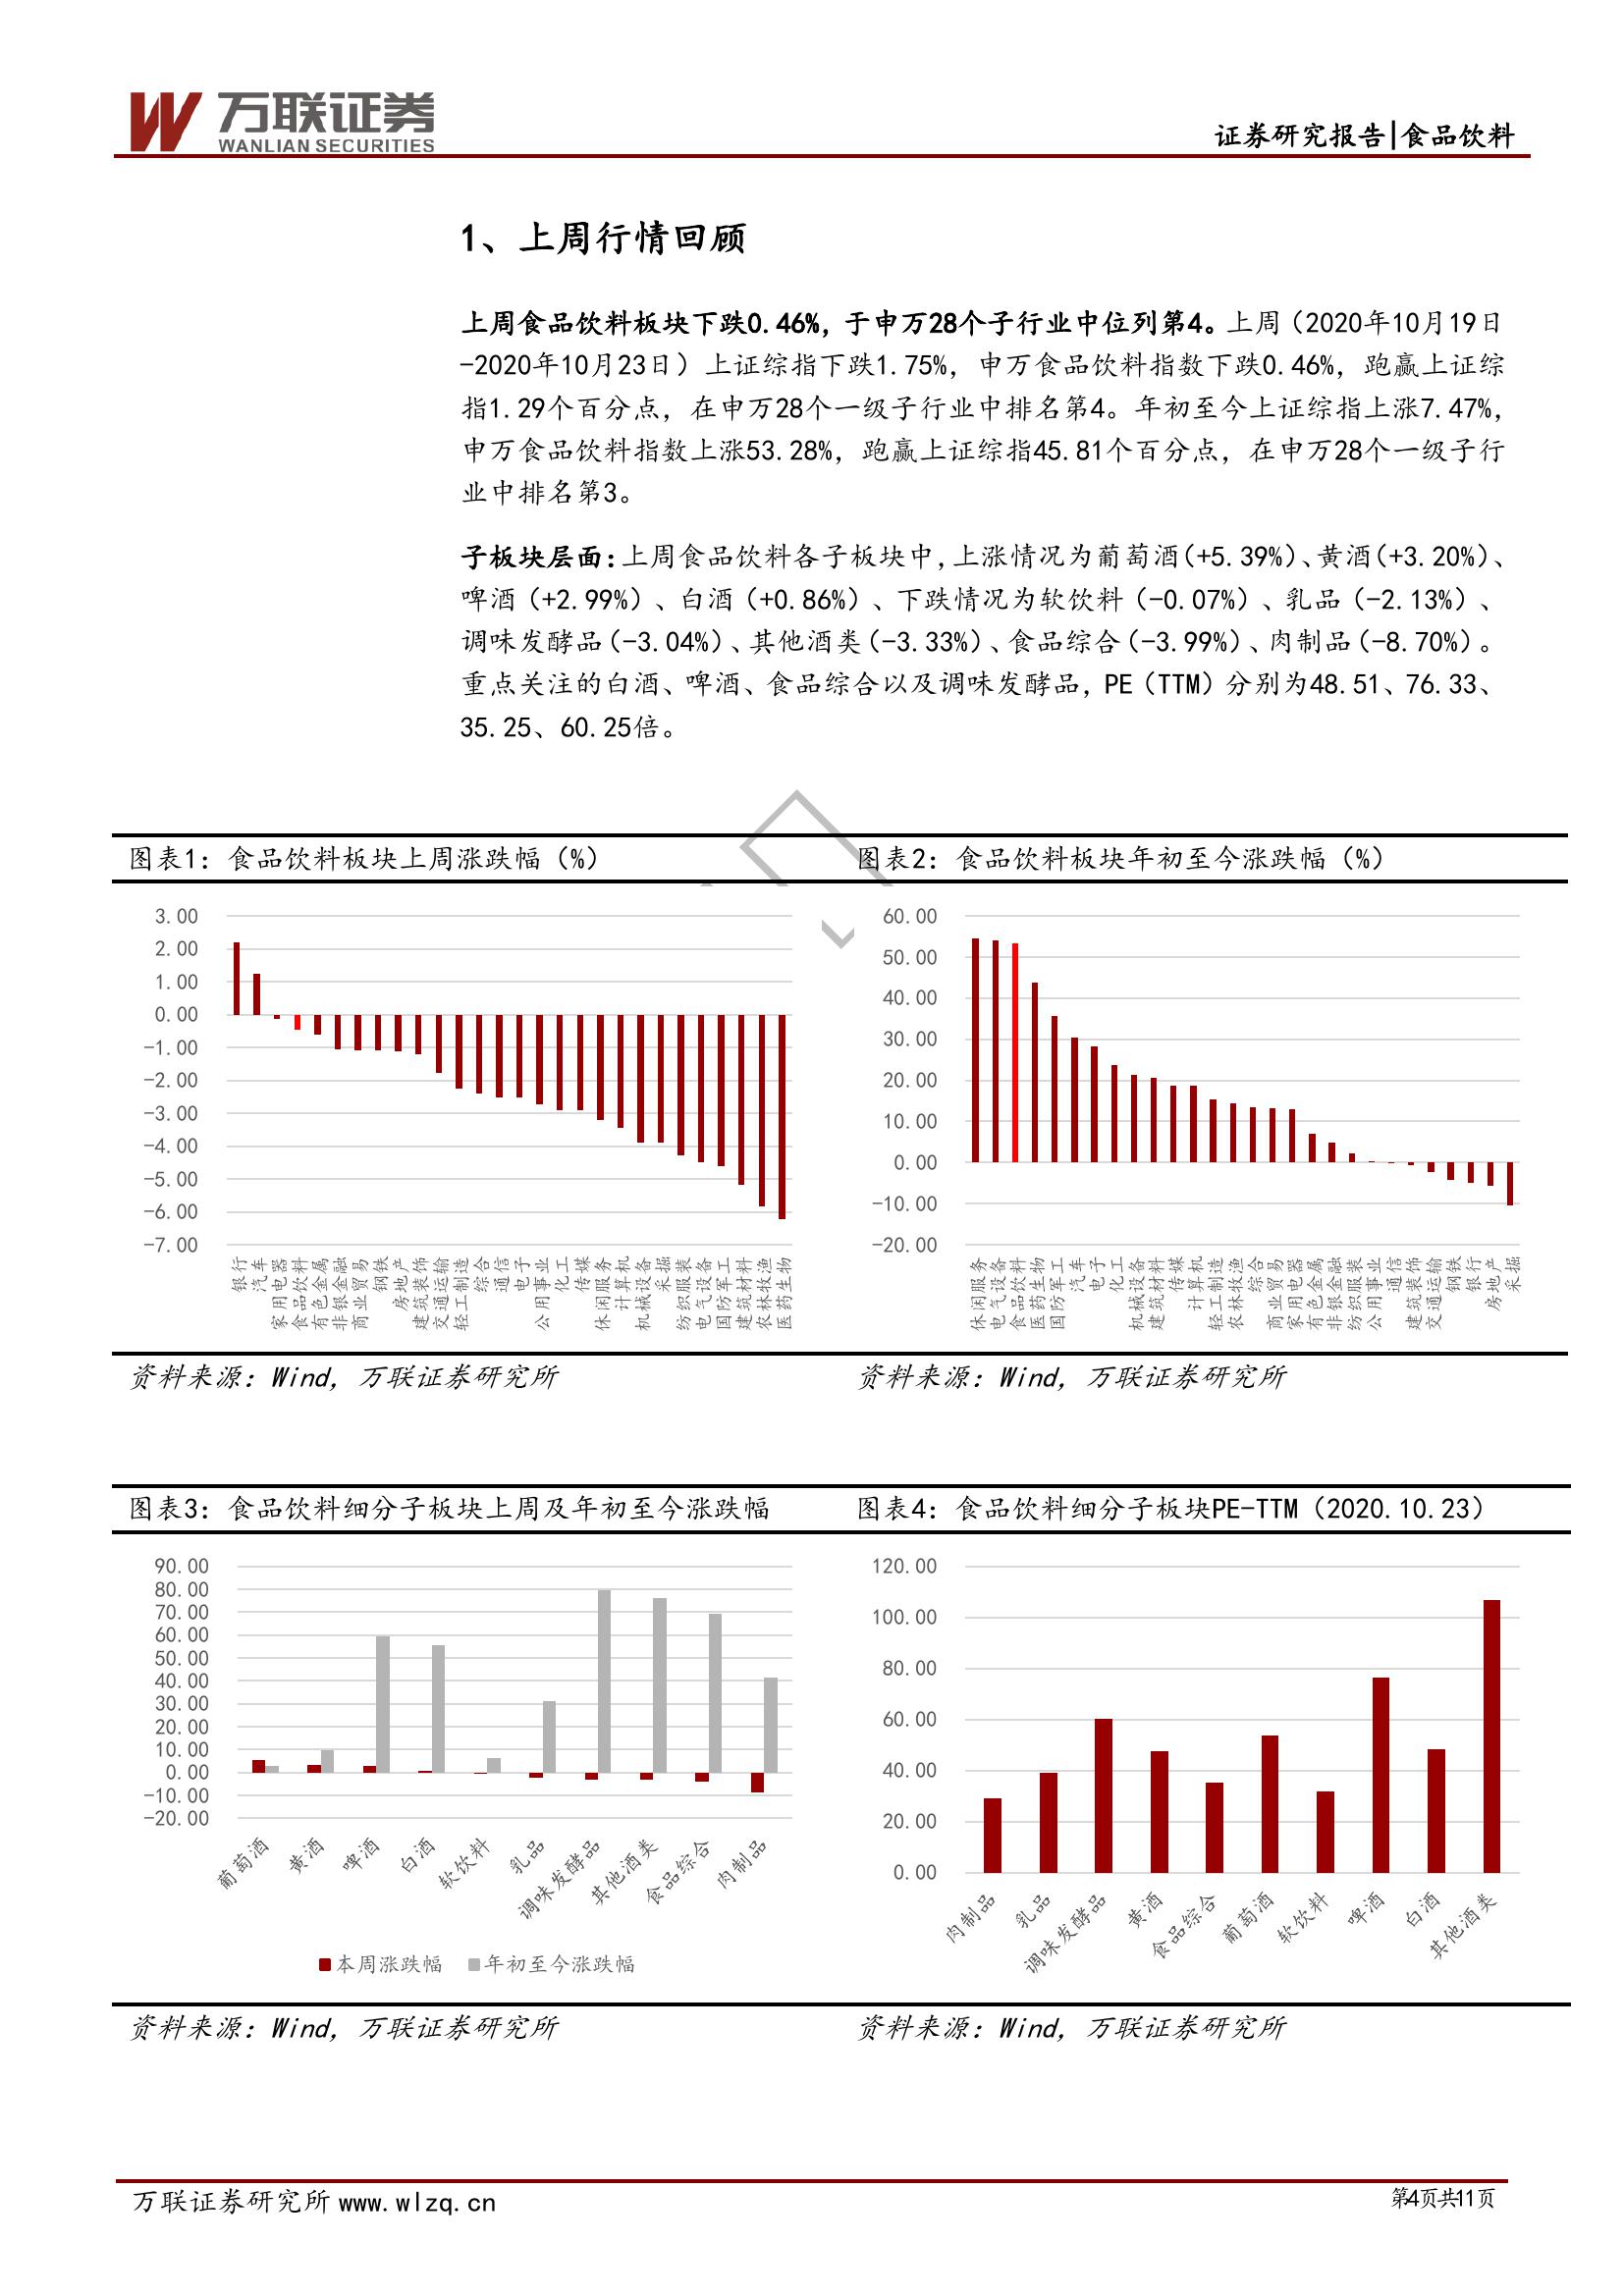 万联证券
WANLIAN SECURITIES
证券研究报告|食品饮料
1、上周行情回顾
上周食品饮料板块下跌0.46%，于申万28个子行业中位列第4。上周（2020年10月19日
-2020年10月23日）上证综指下跌1.75%，申万食品饮料指数下跌0.46%，跑赢上证综
指1.29个百分点，在申万28个一级子行业中排名第4。年初至今上证综指上涨7.47%，
申万食品饮料指数上涨53.28%，跑赢上证综指45.81个百分点，在申万28个一级子行
业中排名第3。
子板块层面：上周食品饮料各子板块中，上涨情况为葡萄酒（+5.39%）、黄酒（+3.20%）、
啤酒（+2.99%）、白酒（+0.86%）、下跌情况为软饮料（-0.07%）、乳品（-2.13%）、
调味发酵品（-3.04%）、其他酒类（-3.33%）、食品综合（-3.99%）、肉制品（-8.70%）。
重点关注的白酒、啤酒、食品综合以及调味发酵品，PE（TTM）分别为48.51、76.33、
35.25、60.25倍。
图表1：食品饮料板块上周涨跌幅（%）
3.00
2.00
1.00
0.00
-1.00
-2.00
-3.00
-4.00
-5.00
-6.00
-7.00
银行
汽车
家用电器
食品饮料
有色金属
非银金融
商业贸易
钢铁
房地产
建筑装饰
交通运输
轻工制造
综合
通信
电子
公用事业
化工
传媒
休闲服务
计算机
机械设备
采掘
纺织服装
电气设备
国防军工
建筑材料
农林牧渔
医药生物
资料来源：Wind，万联证券研究所
图表2：食品饮料板块年初至今涨跌幅（%）
60.00
50.00
40.00
30.00
20.00
10.00
0.00
-10.00
-20.00
休闲服务
电气设备
食品饮料
医药生物
国防军工
汽车
电子
化工
机械设备
建筑材料
传媒
计算机
轻工制造
农林牧渔
综合
商业贸易
家用电器
有色金属
非银金融
纺织服装
公用事业
通信
建筑装饰
交通运输
钢铁
银行
房地产
采掘
资料来源：Wind，万联证券研究所
图表3：食品饮料细分子板块上周及年初至今涨跌幅
90.00
80.00
70.00
60.00
50.00
40.00
30.00
20.00
10.00
0.00
-10.00
-20.00
葡萄酒
黄酒
啤酒
白酒
软饮料
乳品
调味发酵品
其他酒类
食品综合
肉制品
本周涨跌幅 年初至今涨跌幅
资料来源：Wind，万联证券研究所
图表4：食品饮料细分子板块PE-TTM（2020.10.23）
120.00
100.00
80.00
60.00
40.00
20.00
0.00
肉制品
乳品
调味发酵品
黄酒
食品综合
葡萄酒
软饮料
啤酒
白酒
其他酒类
资料来源：Wind，万联证券研究所
万联证券研究所 www.wlzq.cn
第4页共11页